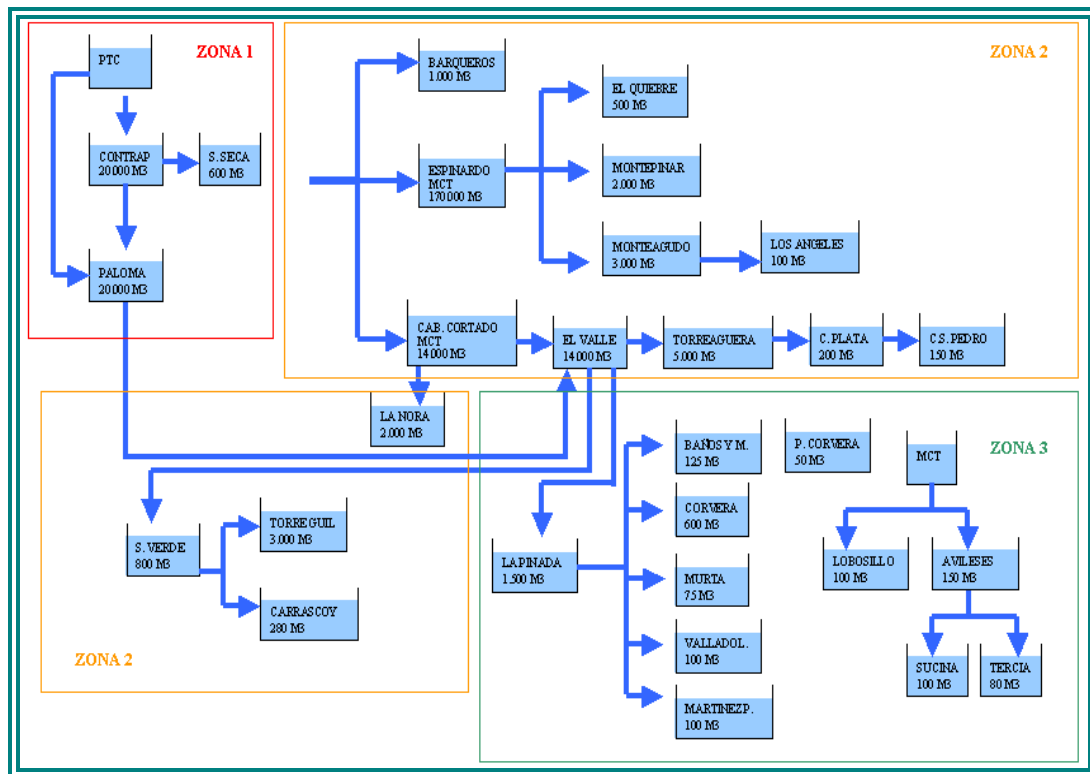 ZONA 1
PTC
CONTRAP
20000 M3
S. SECA
600 M3
PALOMA
20000 M3
ZONA 2
BARQUEROS
1.000 M3
EL QUIEBRE
500 M3
ESPINARDO
MCT
170000 M3
MONTEPINAR
2.000 M3
MONTEAGUDO
3.000 M3
LOS ANGELES
100 M3
CAB. CORTADO
MCT
14000 M3
EL VALLE
14000 M3
TORREAGUERA
5.000 M3
C. PLATA
200 M3
C.S. PEDRO
150 M3
LA NORA
2.000 M3
S. VERDE
800 M3
TORREGUIL
3.000 M3
CARRASCOY
280 M3
ZONA 2
ZONA 3
BAÑOS Y M.
125 M3
P. CORVERA
50 M3
MCT
LA PINADA
1.500 M3
CORVERA
600 M3
MURTA
75 M3
VALLADOL.
100 M3
MARTINEZ P.
100 M3
LOBOSILLO
100 M3
AVILESES
150 M3
SUCINA
100 M3
TERCIA
80 M3